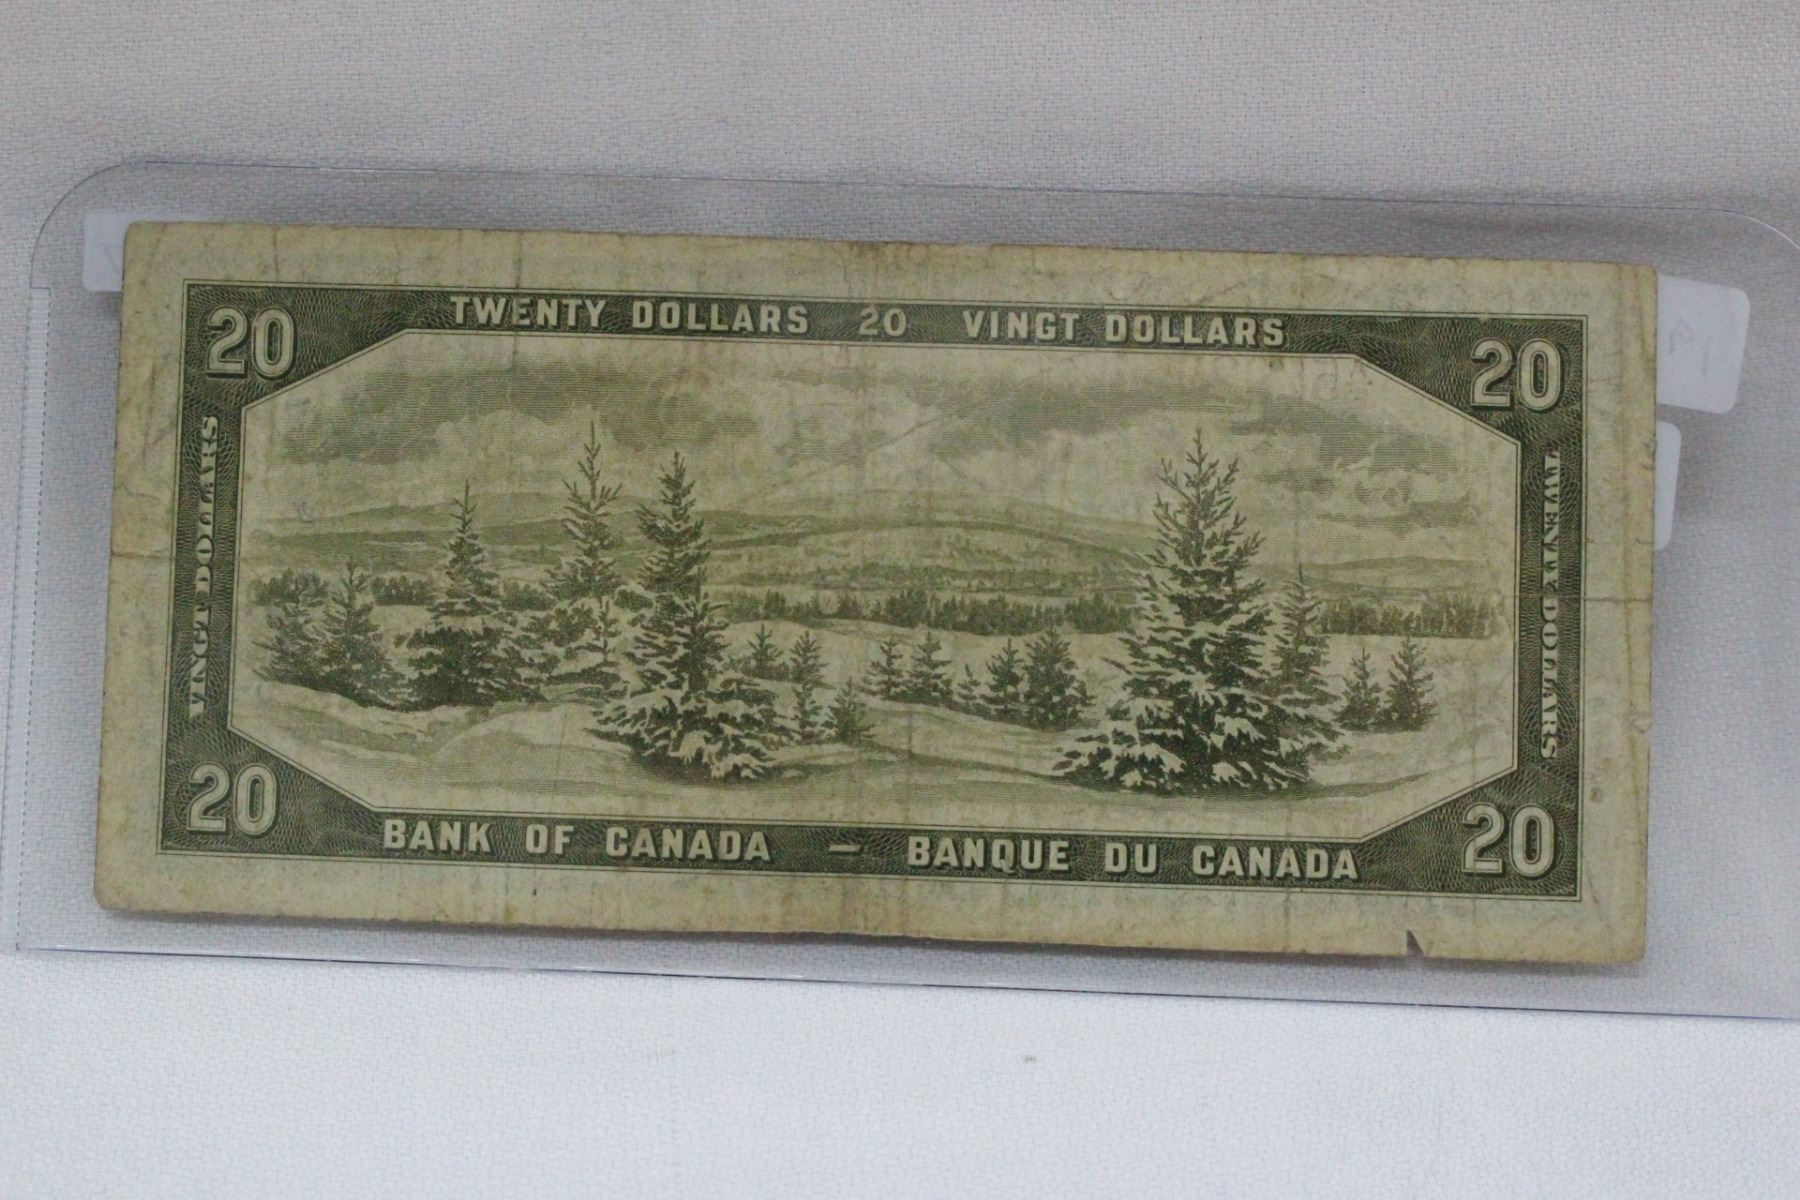 TWENTY DOLLARS 20 VINGT DOLLARS
20
20
VINGT DOLLARS
TWENTY DOLLARS
20
20
BANK OF CANADA — BANQUE DU CANADA